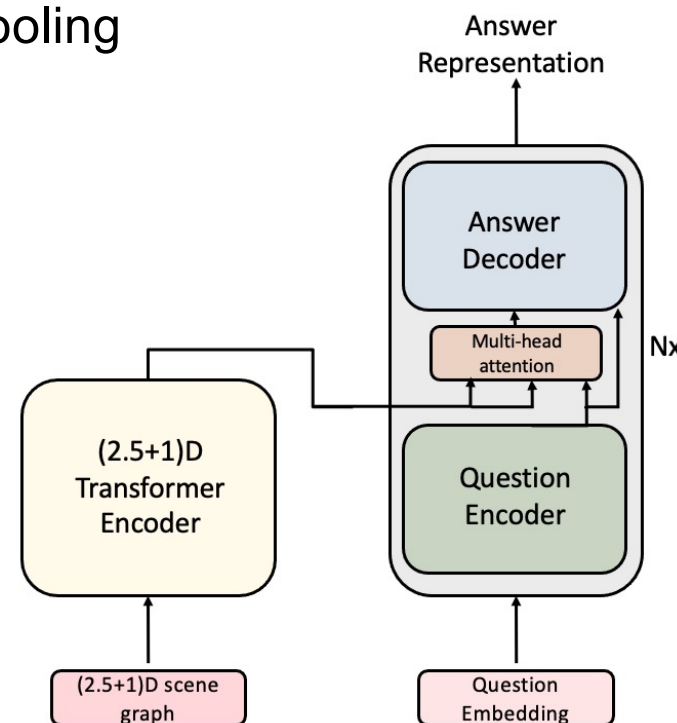 ooling
Answer
Representation
Answer
Decoder
Multi-head
attention
Nx
(2.5+1)D
Transformer
Encoder
Question
Encoder
(2.5+1)D scene
graph
Question
Embedding